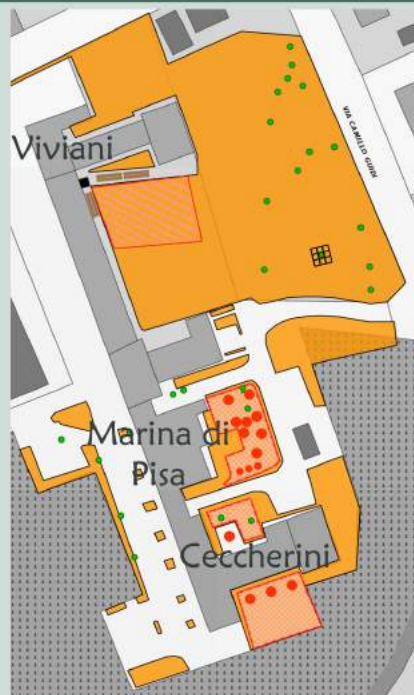 VIA CAMILLO GUIDI
Viviani
Marina di
Pisa
Ceccherini